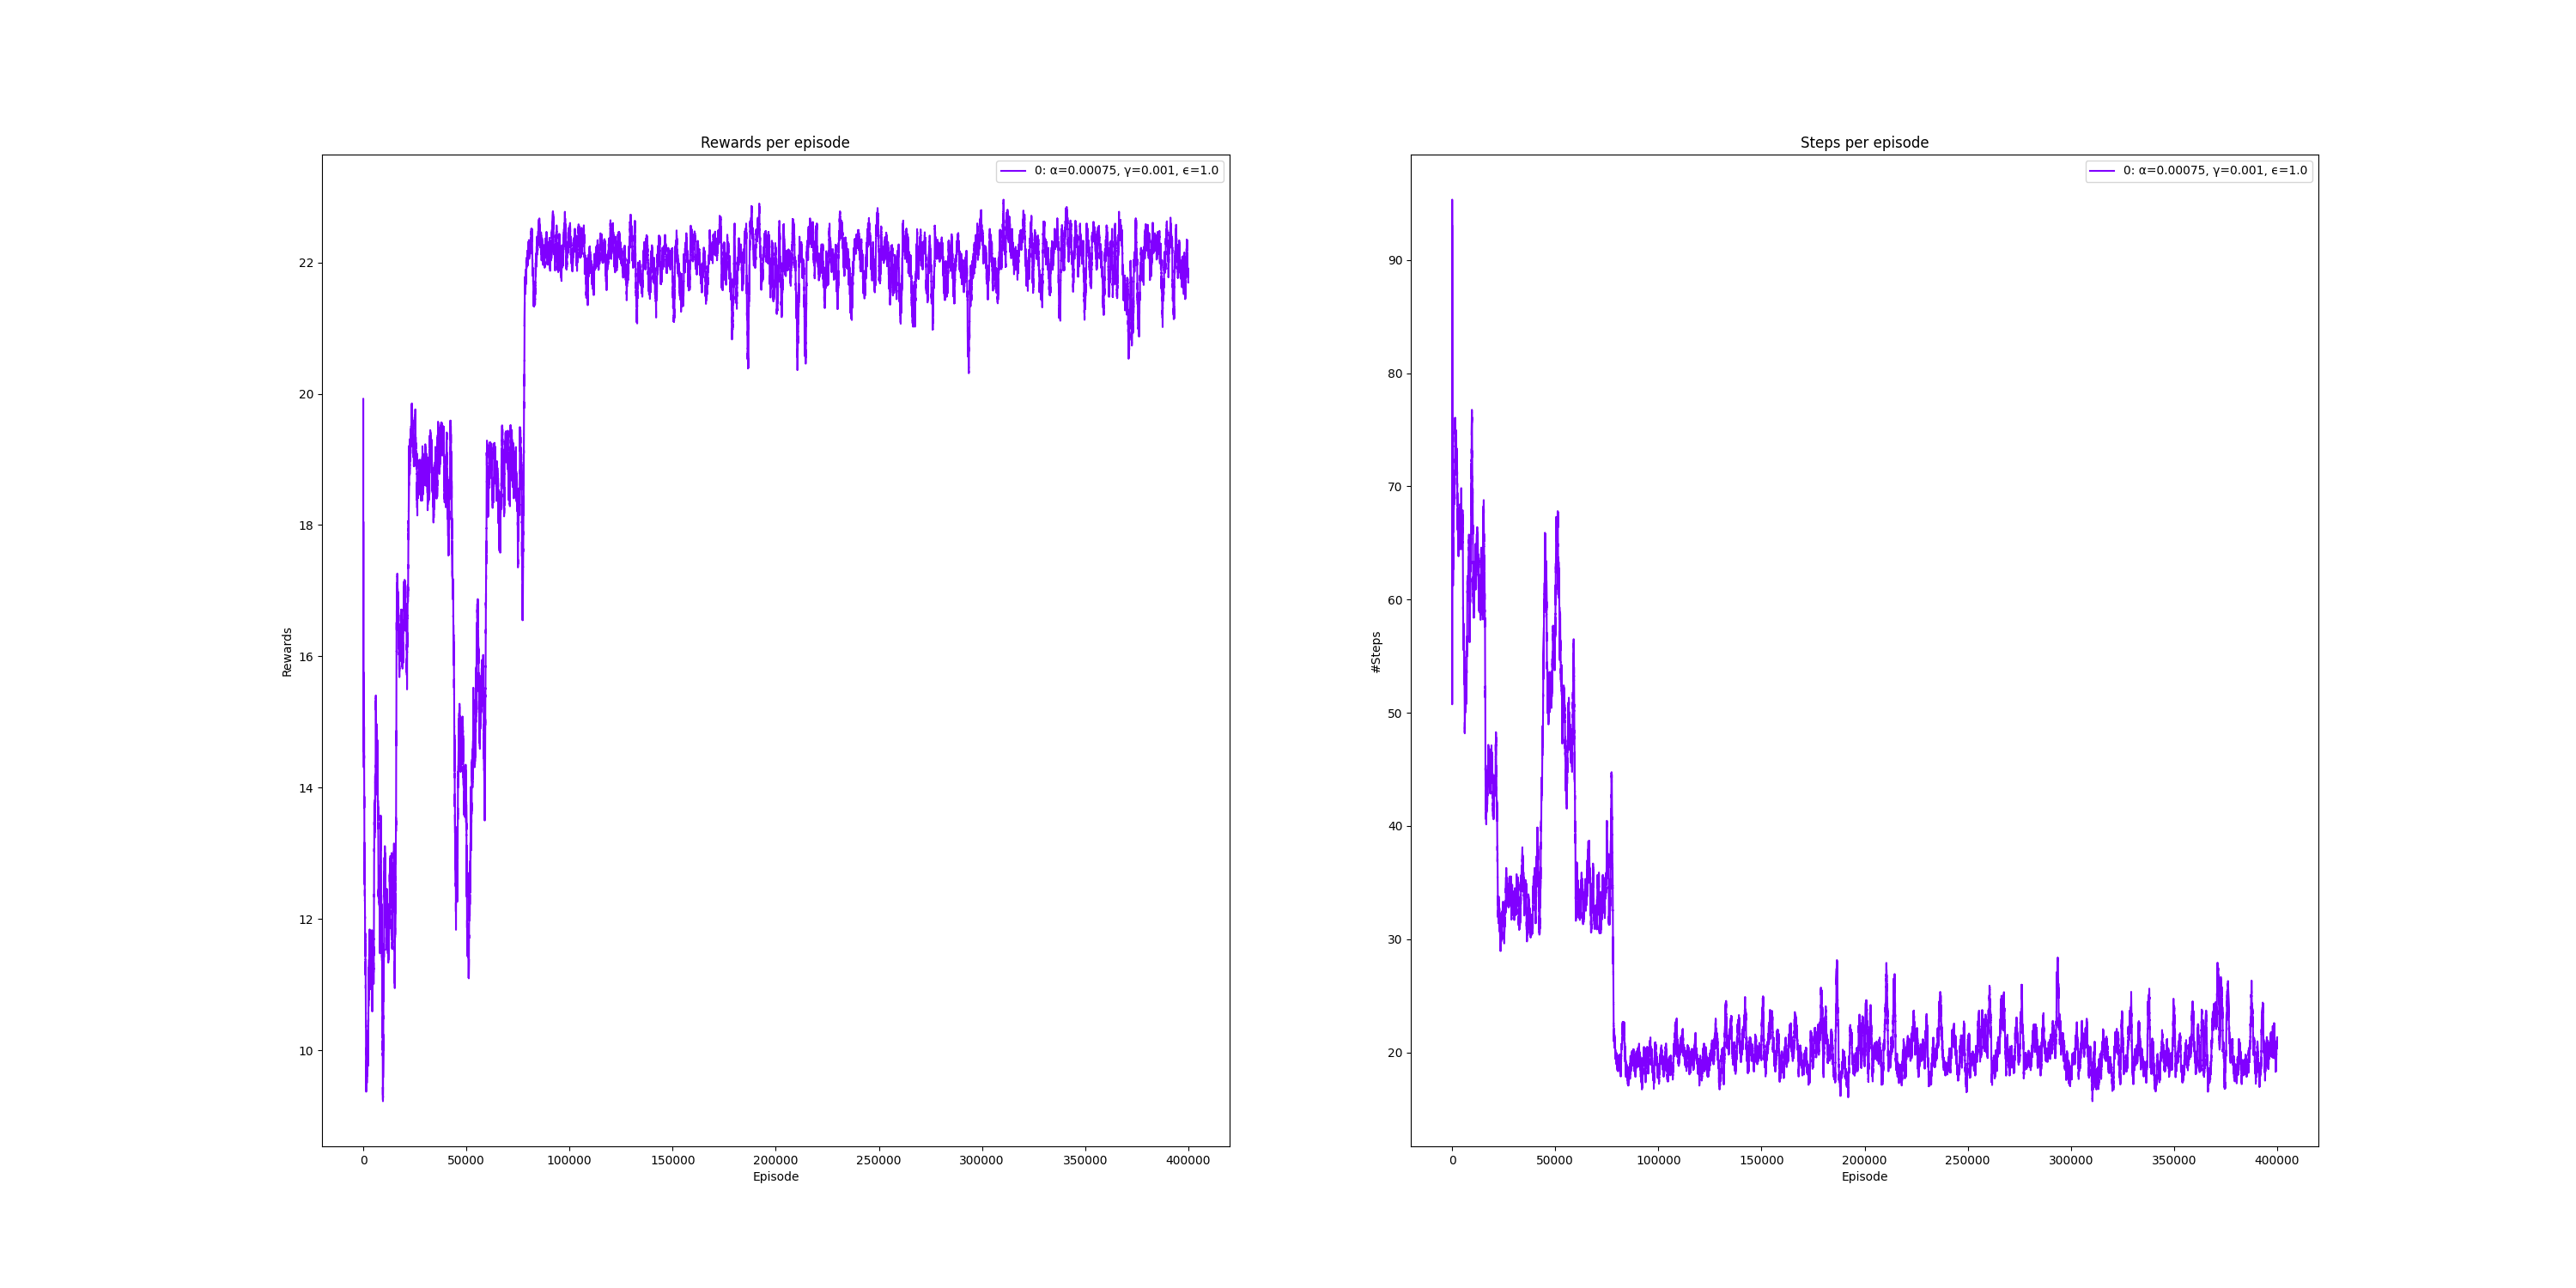 Rewards per episode
0: α=0.00075, γ=0.001, ϵ=1.0
22
20
18
16
14
12
10
Rewards
0 50000 100000 150000 200000 250000 300000 350000 400000
Episode
Steps per episode
0: α=0.00075, γ=0.001, ϵ=1.0
90
80
70
60
50
40
30
20
#Steps
0 50000 100000 150000 200000 250000 300000 350000 400000
Episode